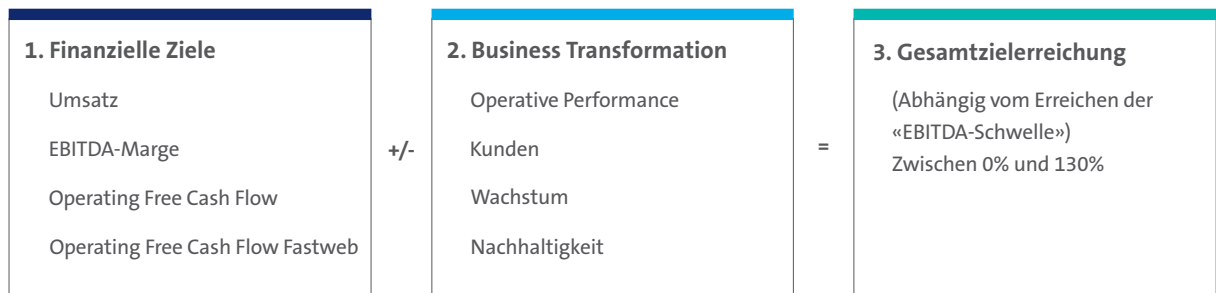 1. Finanzielle Ziele
Umsatz
EBITDA-Marge
Operating Free Cash Flow
Operating Free Cash Flow Fastweb
+/-
2. Business Transformation
Operative Performance
Kunden
Wachstum
Nachhaltigkeit
=
3. Gesamtzielerreichung
(Abhängig vom Erreichen der
«EBITDA-Schwelle»)
Zwischen 0% und 130%